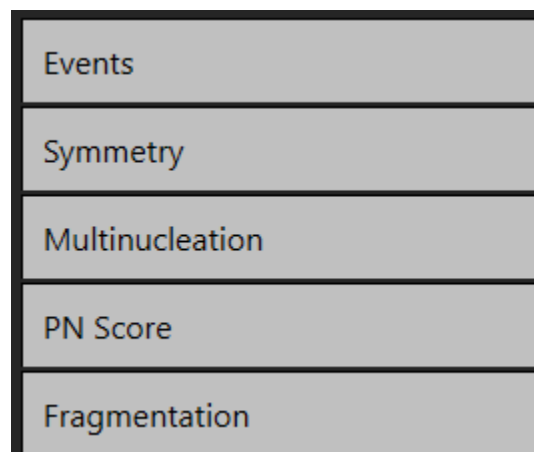 Events
Symmetry
Multinucleation
PN Score
Fragmentation